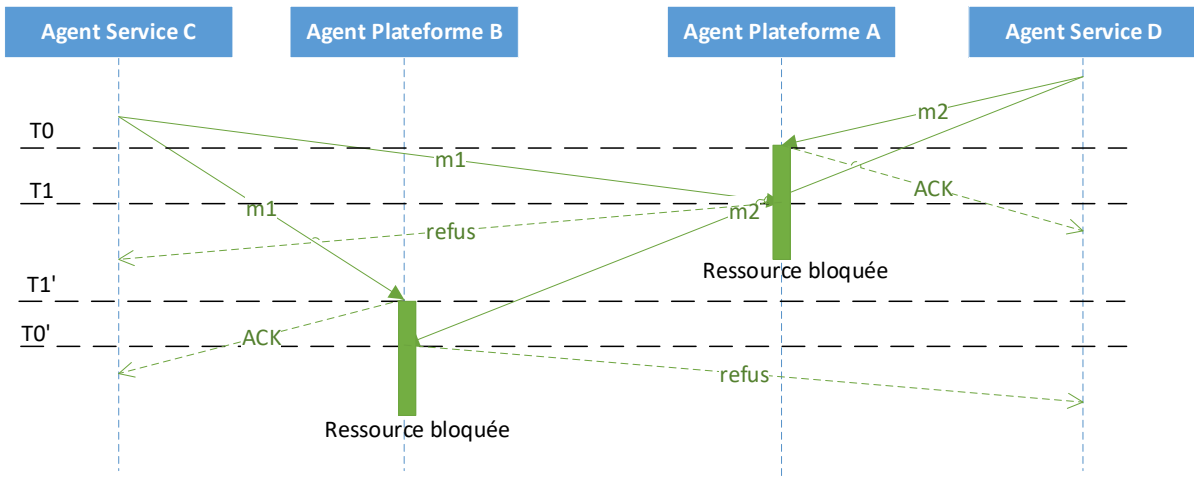 Agent Service C
Agent Plateforme B
Agent Plateforme A
Agent Service D
m2
T0
m1
T1
ACK
m1
m2
refus
Ressource bloquée
T1'
T0'
ACK
refus
Ressource bloquée